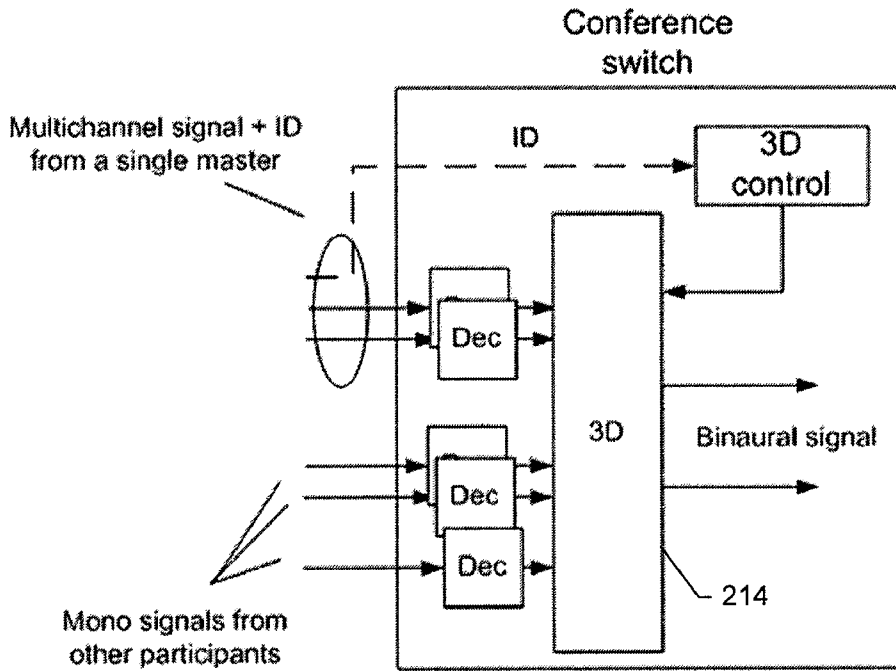 Conference
switch
Multichannel signal + ID
from a single master
ID
3D
control
Dec
3D
Binaural signal
Dec
Dec
214
Mono signals from
other participants